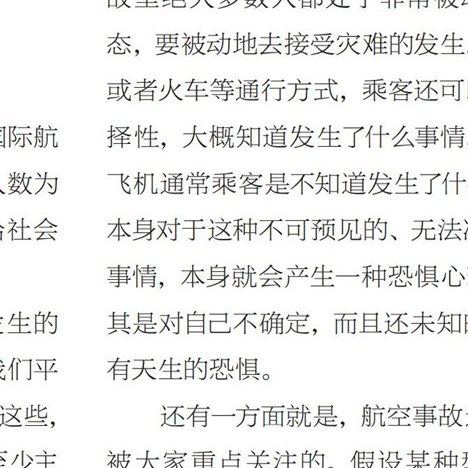 国际航
人数为
社会
发生的
我们平
这些，
至少主
故里绝大多数人都处于非常被动
态，要被动地去接受灾难的发生
或者火车等通行方式，乘客还可
择性，大概知道发生了什么事情
飞机通常乘客是不知道发生了什
本身对于这种不可预见的、无法
事情，本身就会产生一种恐惧心
其是对自己不确定，而且还未知
有天生的恐惧。
还有一方面就是，航空事故
被大家重点关注的。假设某种